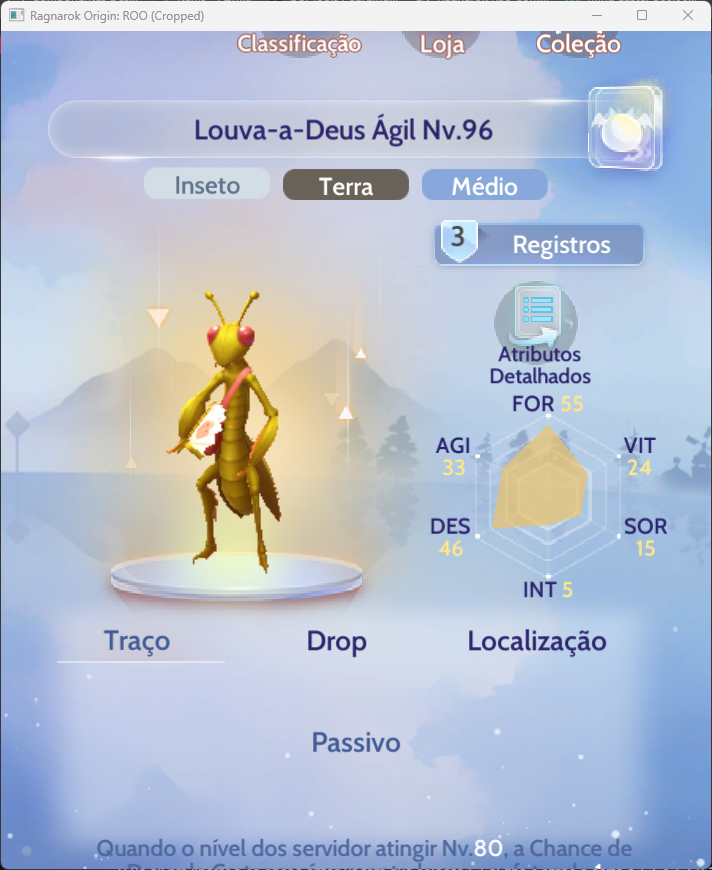 Ragnarok Origin: ROO (Cropped)
Classificação
Loja
Coleção
Louva-a-Deus Ágil Nv.96
Inseto
Terra
Médio
3
Registros
Atributos
Detalhados
FOR 55
AGI
33
VIT
24
DES
46
SOR
15
INT 5
Traço
Drop
Localização
Passivo
Quando o nível dos servidor atingir Nv.80, a Chance de